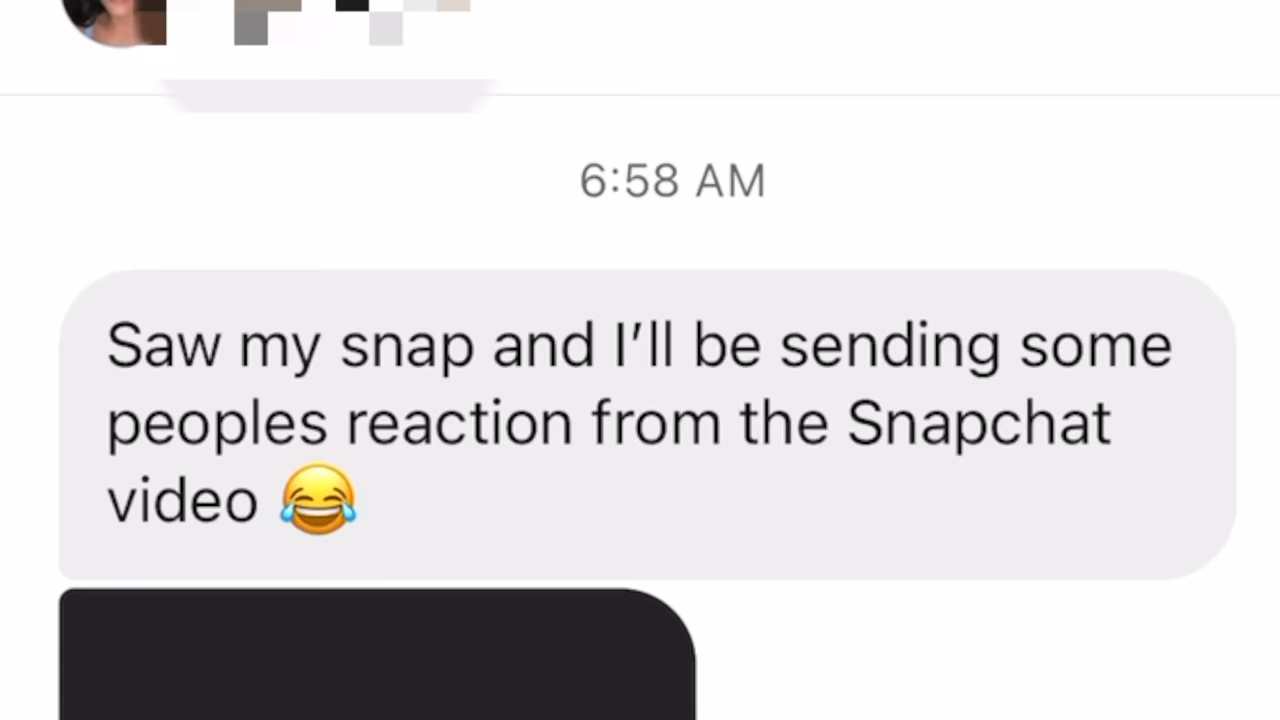 6:58 AM
Saw my snap and I’ll be sending some
peoples reaction from the Snapchat
video 😂